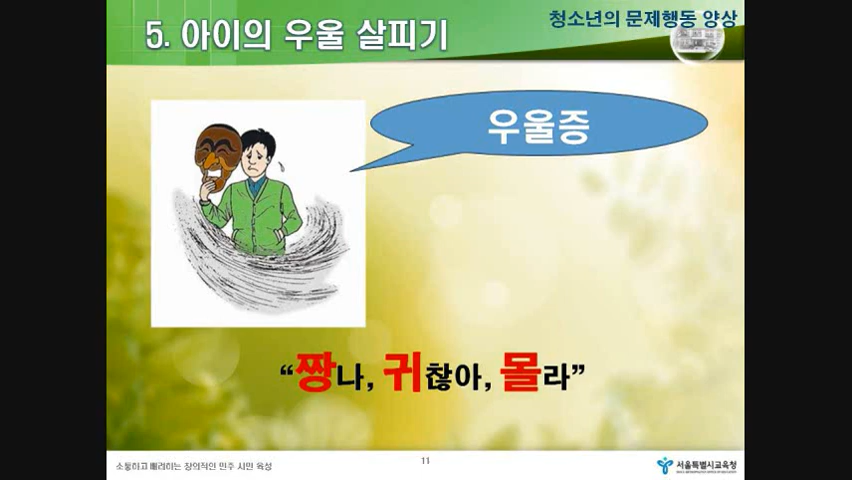 청소년의 문제행동 양상
5. 아이의 우울 살피기
우울증
“짱나, 귀찮아, 몰라”
소통하고 배려하는 창의적인 민주 시민 육성
11
서울특별시교육청